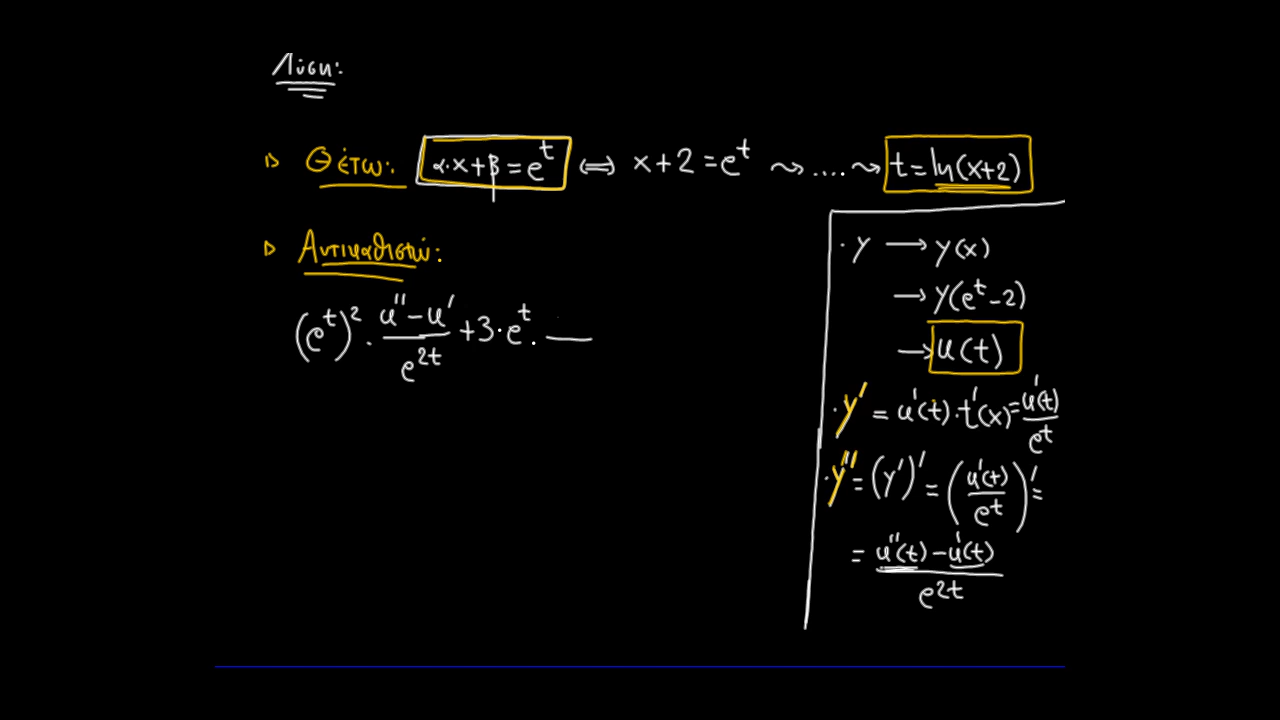 Λύση:
▷ Θέτω: α·x+β = e^t ⟺ x+2 = e^t ⇝ .... ⇝ t = ln(x+2)
▷ Αντικαθιστώ:
(e^t)^2 · (u''-u')/e^{2t} + 3·e^t · —
· y ⟶ y(x)
⟶ y(e^t - 2)
⟶ u(t)
· y' = u'(t)·t'(x) = u'(t)/e^t
· y'' = (y')' = (u'(t)/e^t)' =
= (u''(t) - u'(t))/e^{2t}